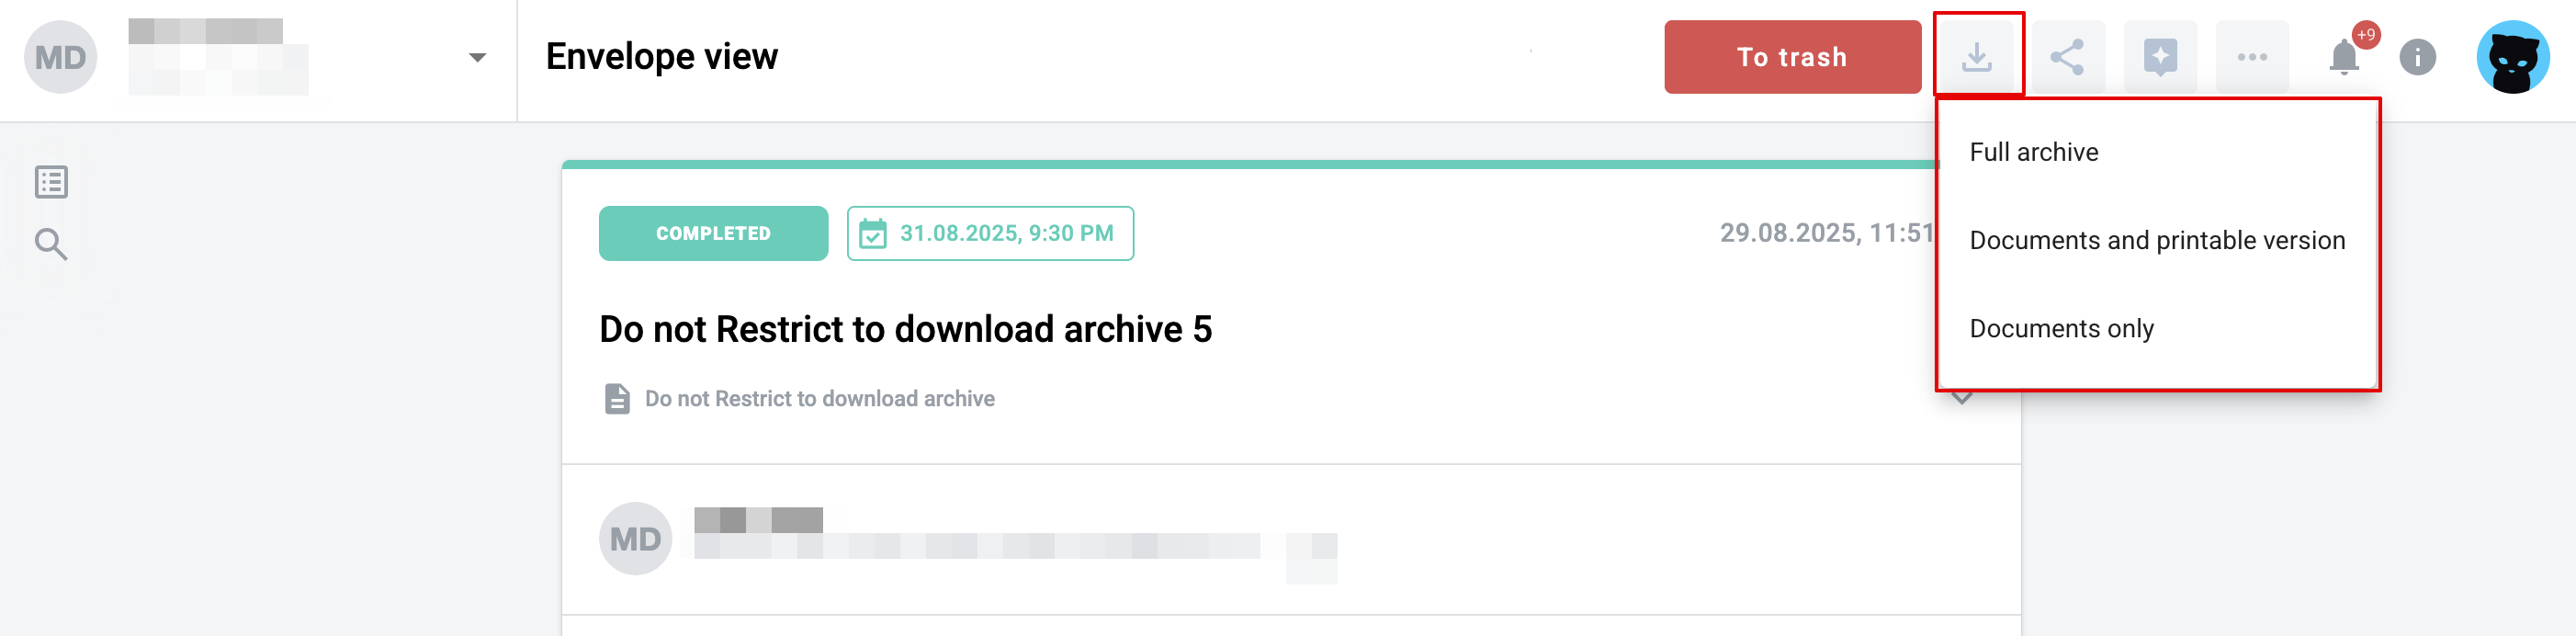 MD
Envelope view
To trash
+9
Full archive
Documents and printable version
Documents only
COMPLETED
31.08.2025, 9:30 PM
29.08.2025, 11:51
Do not Restrict to download archive 5
Do not Restrict to download archive
MD